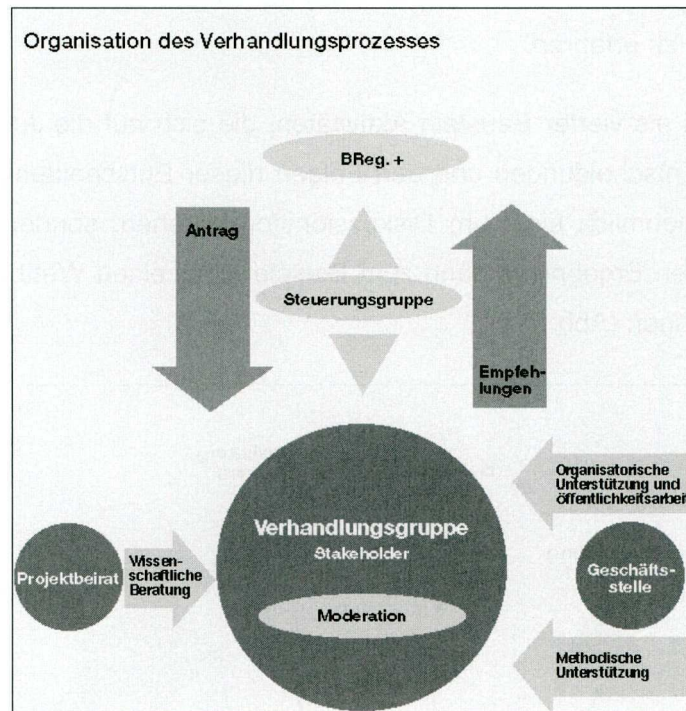 Organisation des Verhandlungsprozesses
BReg. +
Antrag
Steuerungsgruppe
Empfeh-
lungen
Organisatorische
Unterstützung und
öffentlichkeitsarbeit
Verhandlungsgruppe
Stakeholder
Projektbeirat
Wissen-
schaftliche
Beratung
Geschäfts-
stelle
Moderation
Methodische
Unterstützung